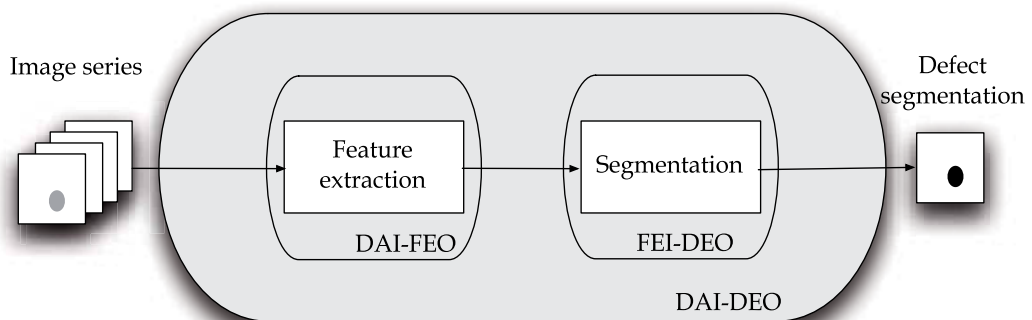 Image series
Feature
extraction
DAI-FEO
Segmentation
FEI-DEO
DAI-DEO
Defect
segmentation